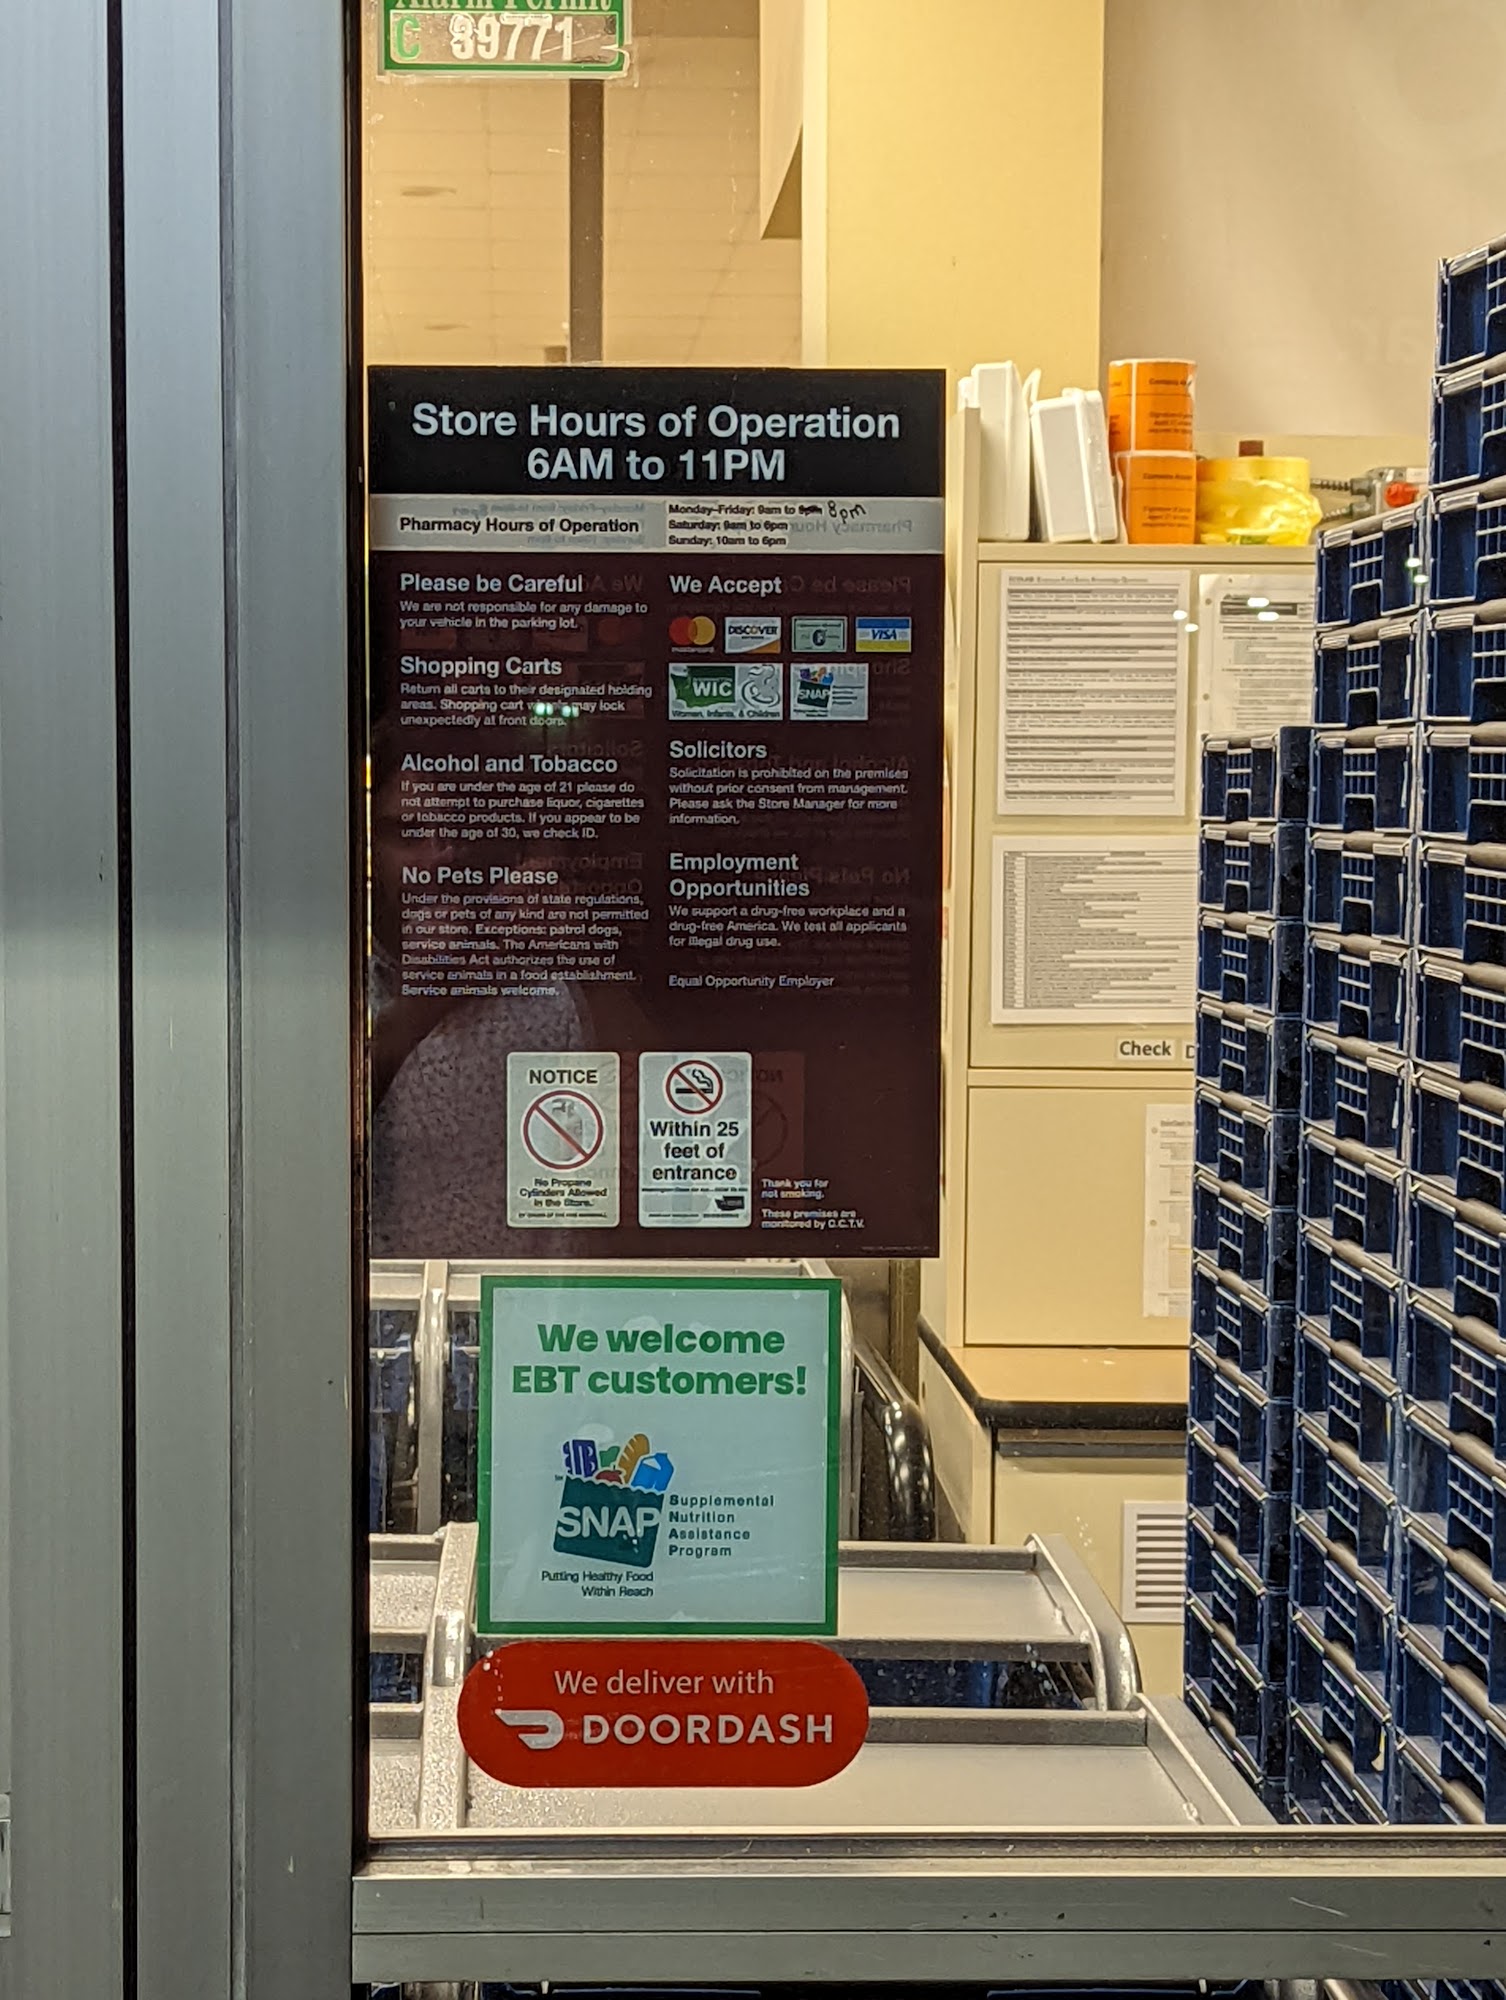 Alarm Permit
C 89771
Store Hours of Operation
6AM to 11PM
Pharmacy Hours of Operation
Monday-Friday: 9am to 9pm 8pm
Saturday: 9am to 6pm
Sunday: 10am to 6pm
Please be Careful
We are not responsible for any damage to
your vehicle in the parking lot.
Shopping Carts
Return all carts to their designated holding
areas. Shopping cart wheels may lock
unexpectedly at front doors.
Alcohol and Tobacco
If you are under the age of 21 please do
not attempt to purchase liquor, cigarettes
or tobacco products. If you appear to be
under the age of 30, we check ID.
No Pets Please
Under the provisions of state regulations,
dogs or pets of any kind are not permitted
in our store. Exceptions: patrol dogs,
service animals. The Americans with
Disabilities Act authorizes the use of
service animals in a food establishment.
Service animals welcome.
We Accept
mastercard
DISCOVER
VISA
WIC
Women, Infants, & Children
SNAP
Solicitors
Solicitation is prohibited on the premises
without prior consent from management.
Please ask the Store Manager for more
information.
Employment
Opportunities
We support a drug-free workplace and a
drug-free America. We test all applicants
for illegal drug use.
Equal Opportunity Employer
NOTICE
No Propane
Cylinders Allowed
in the Store.
Within 25
feet of
entrance
Thank you for
not smoking.
These premises are
monitored by C.C.T.V.
Check
We welcome
EBT customers!
SNAP
Supplemental
Nutrition
Assistance
Program
Putting Healthy Food
Within Reach
We deliver with
DOORDASH